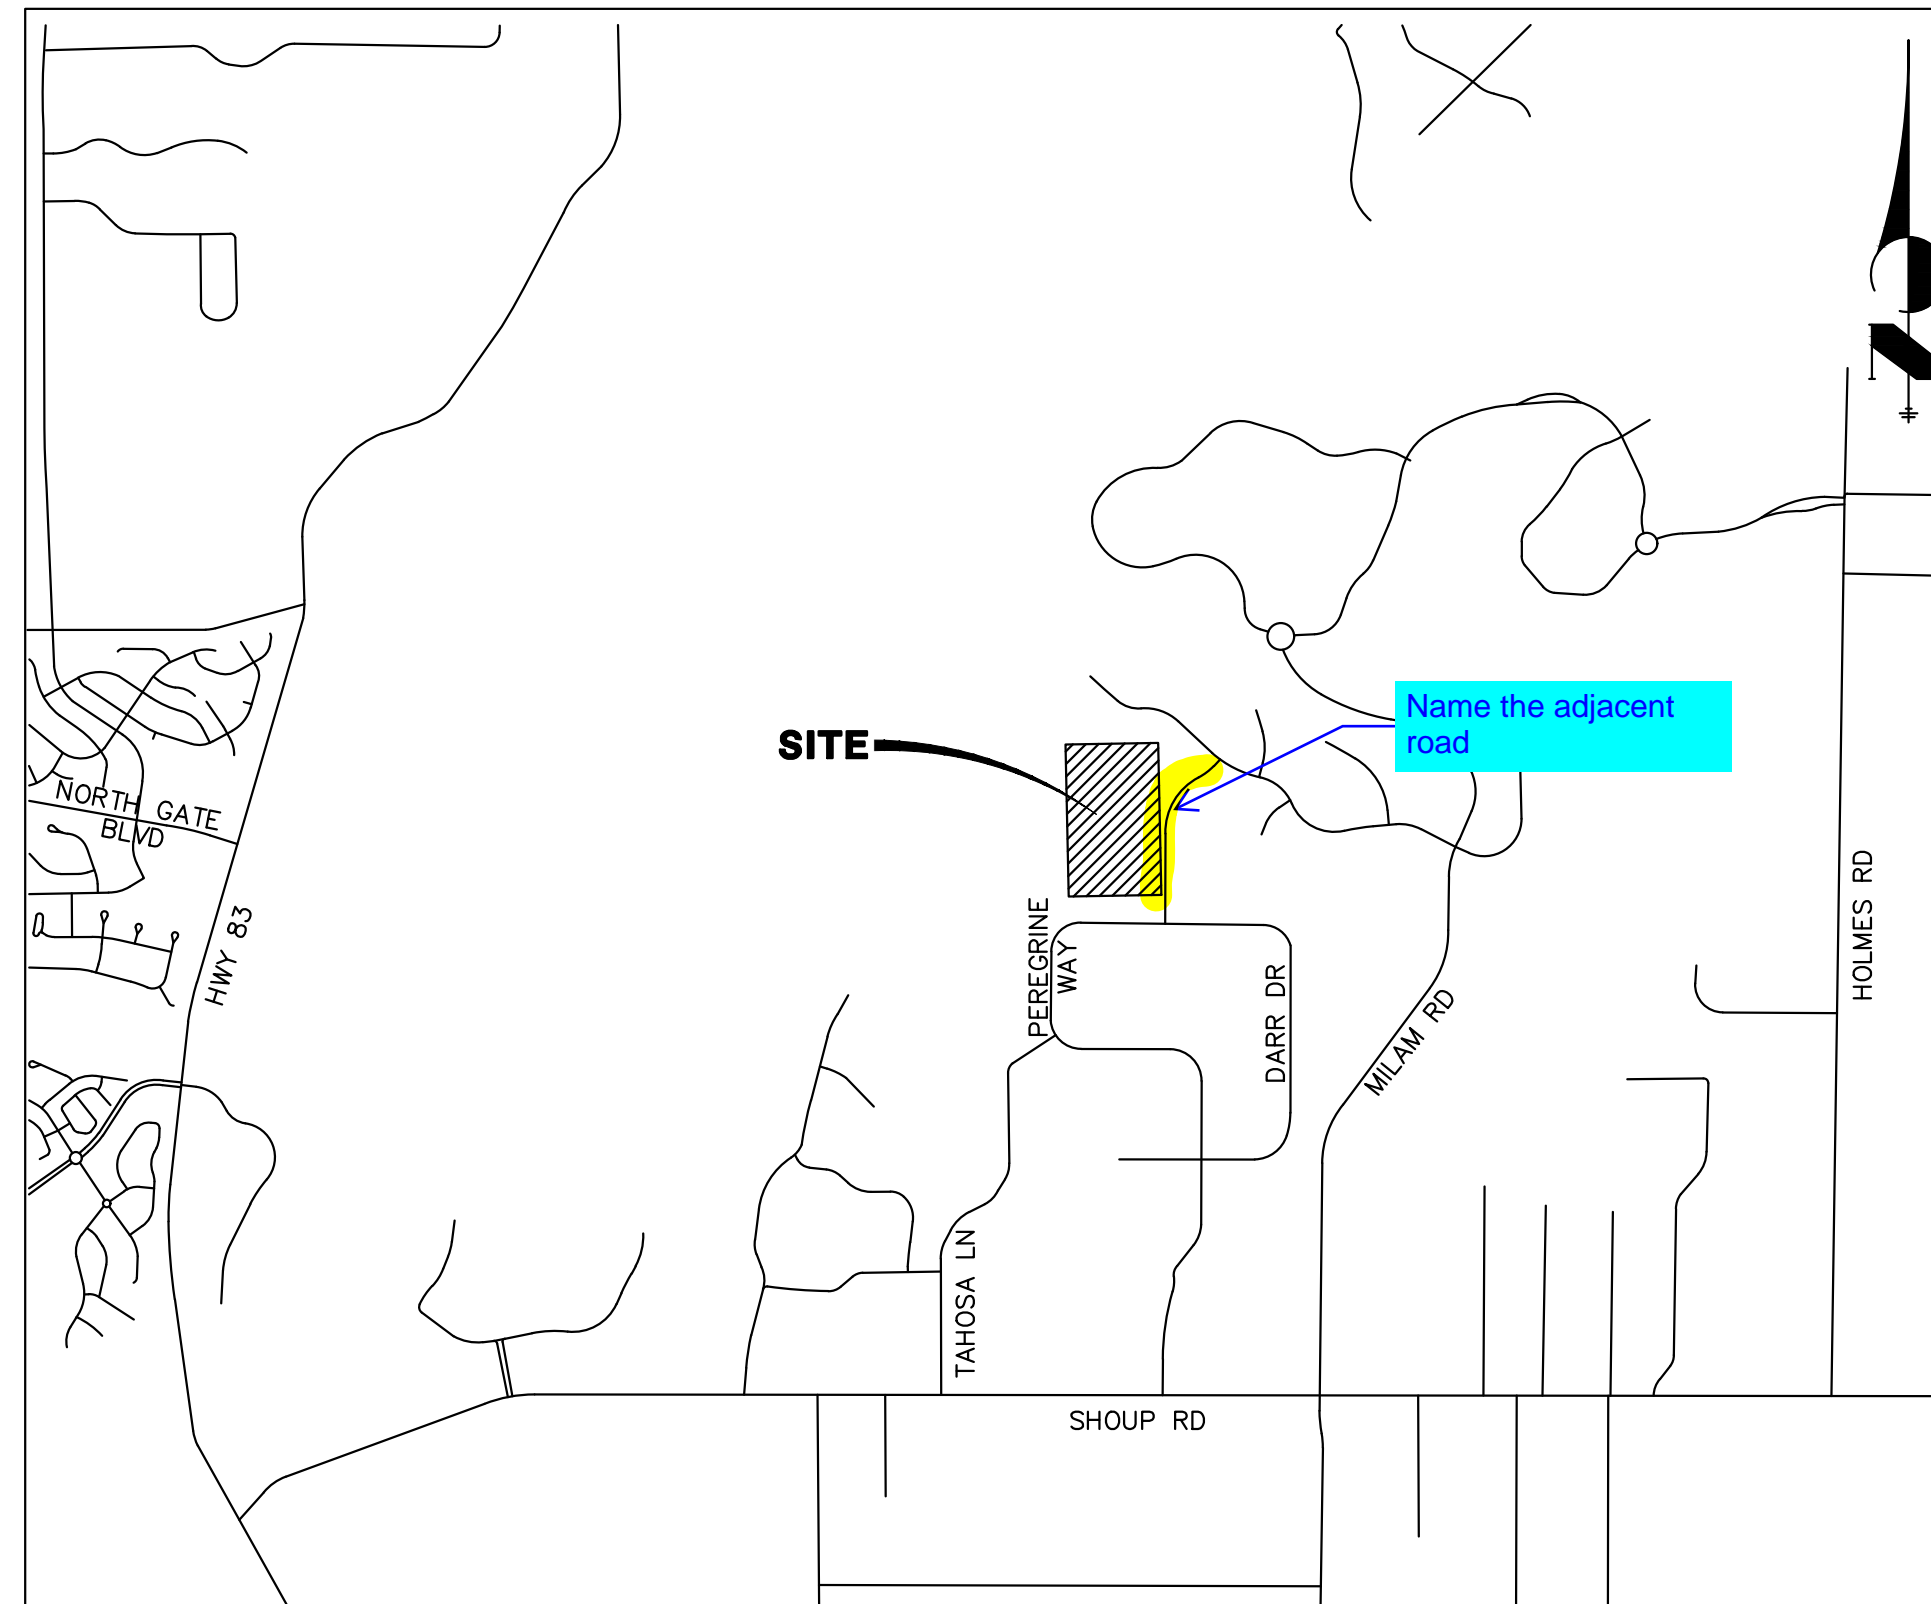 N
SITE
Name the adjacent
road
NORTH GATE
BLVD
HWY 83
PEREGRINE
WAY
DARR DR
MILAM RD
HOLMES RD
TAHOSA LN
SHOUP RD